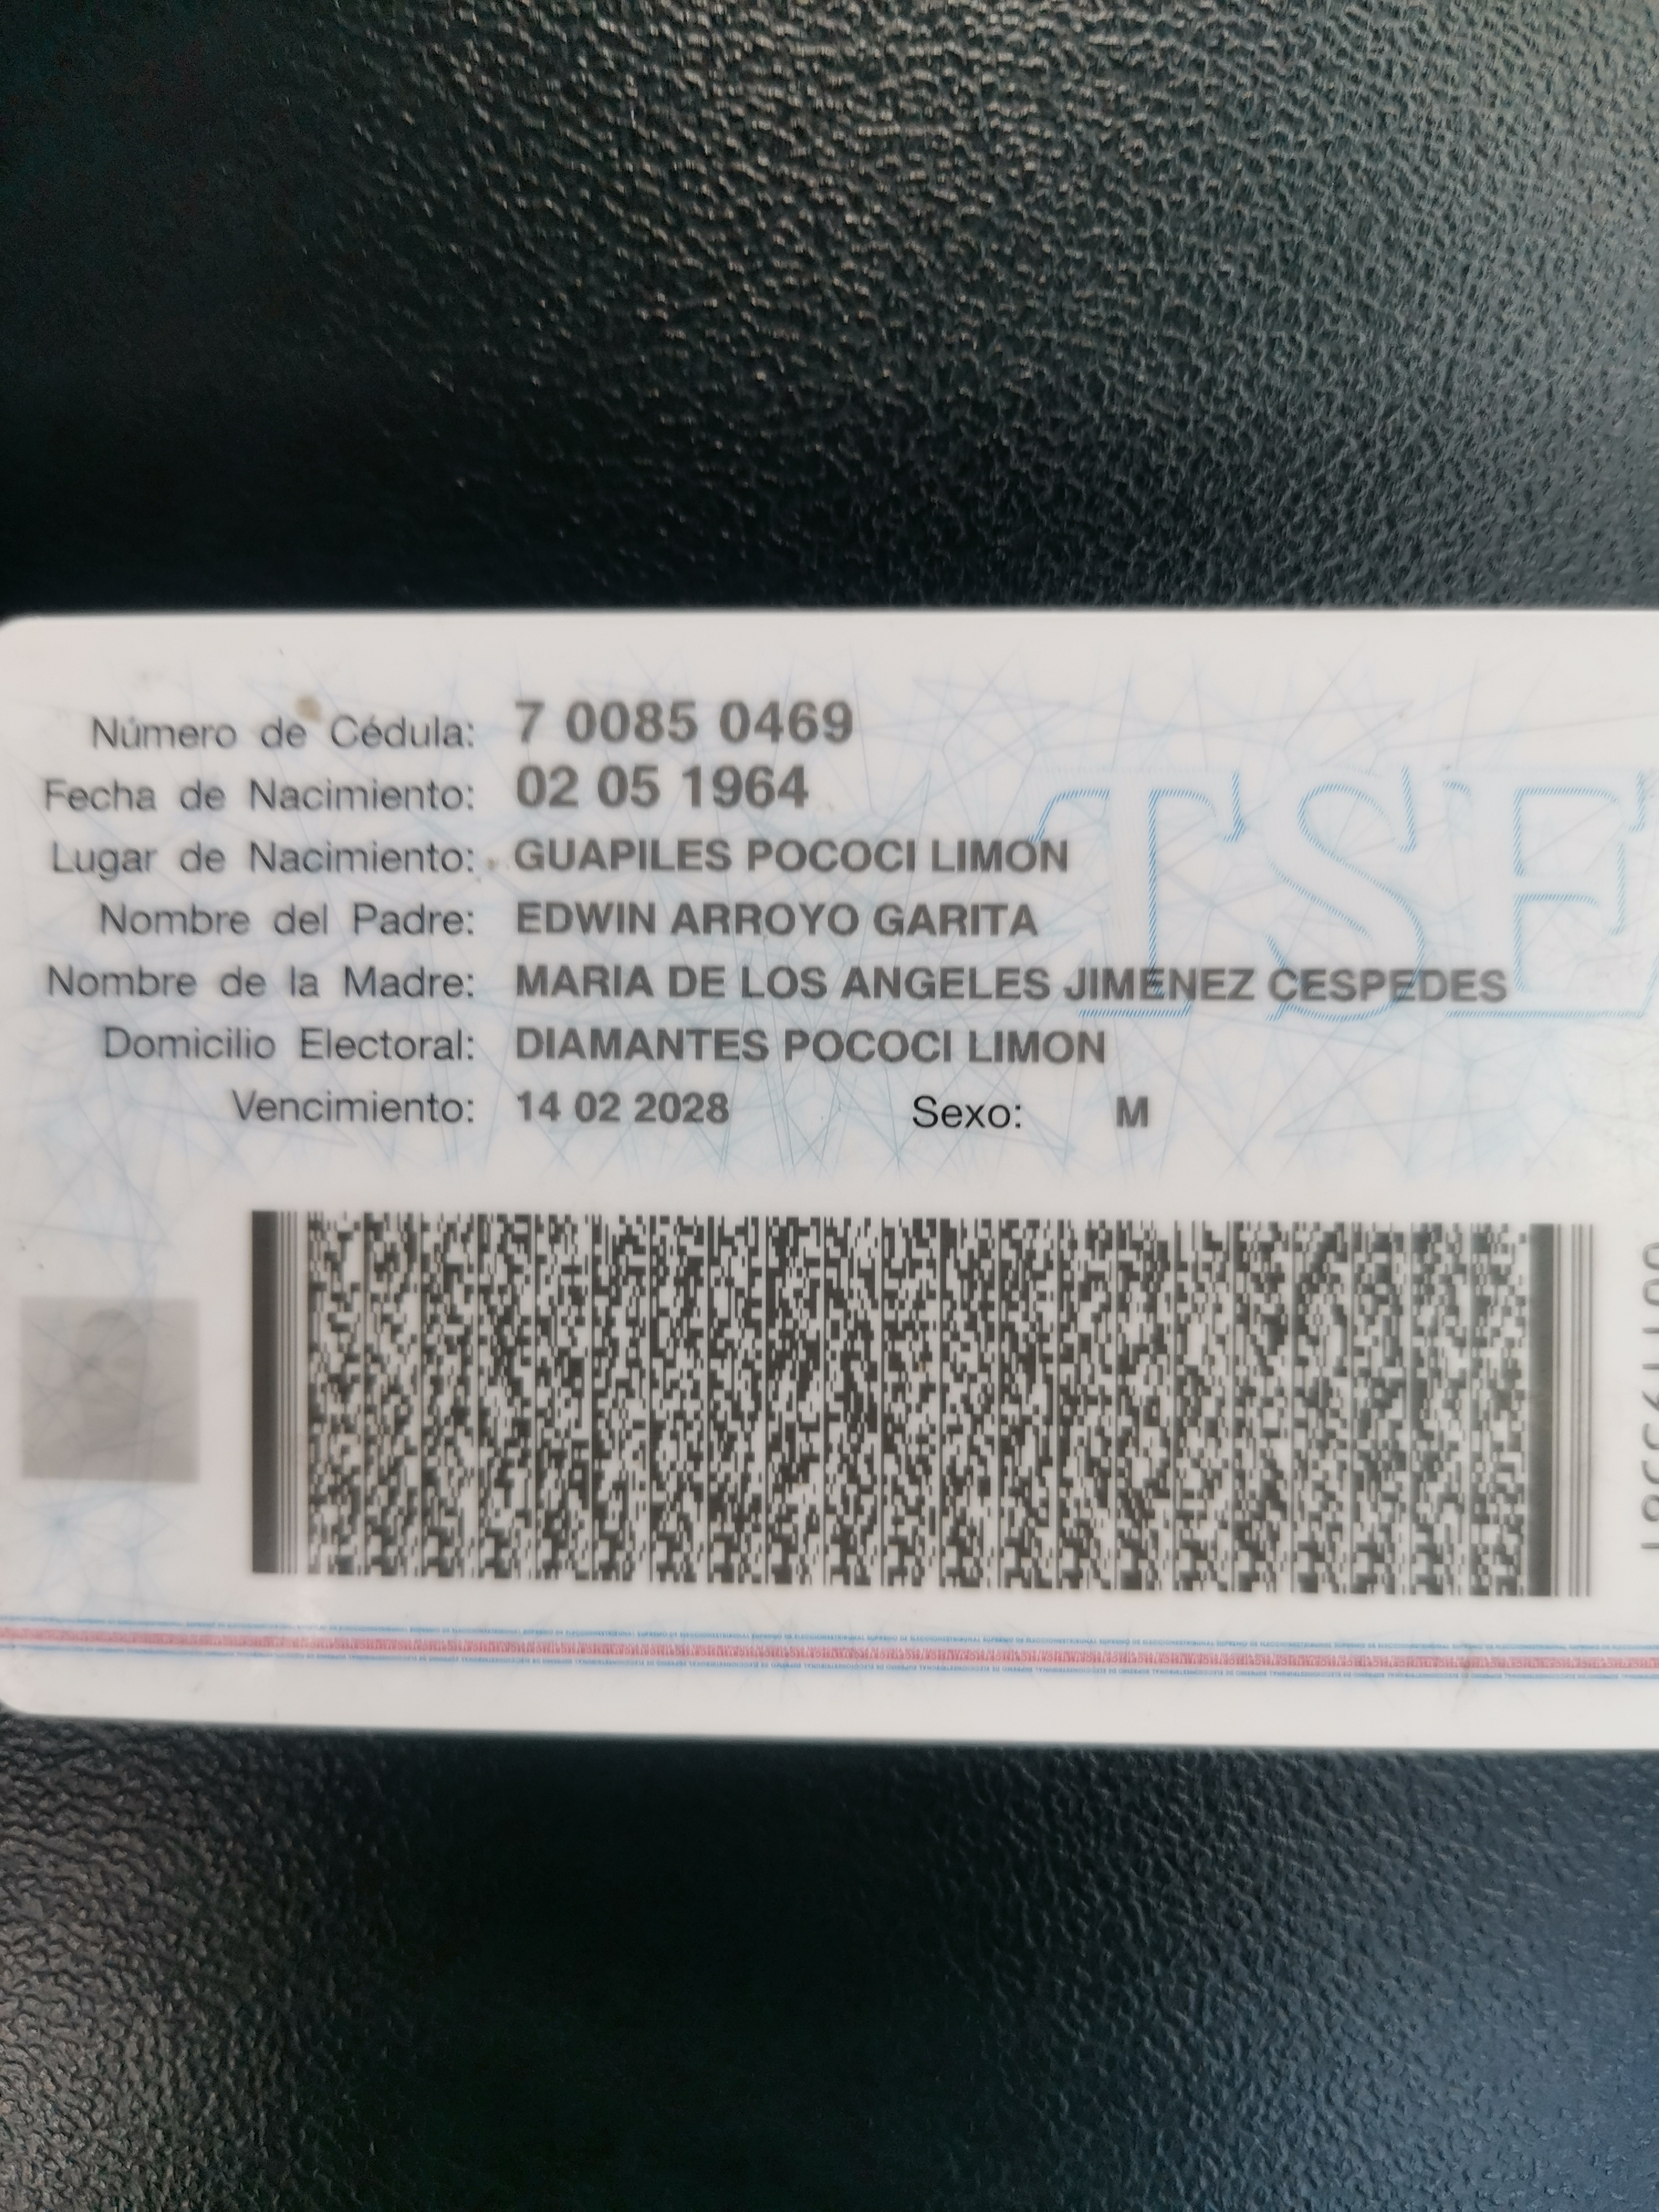 Número de Cédula: 7 0085 0469
Fecha de Nacimiento: 02 05 1964
Lugar de Nacimiento: GUAPILES POCOCI LIMON
Nombre del Padre: EDWIN ARROYO GARITA
Nombre de la Madre: MARIA DE LOS ANGELES JIMENEZ CESPEDES
Domicilio Electoral: DIAMANTES POCOCI LIMON
Vencimiento: 14 02 2028 Sexo: M
TSE